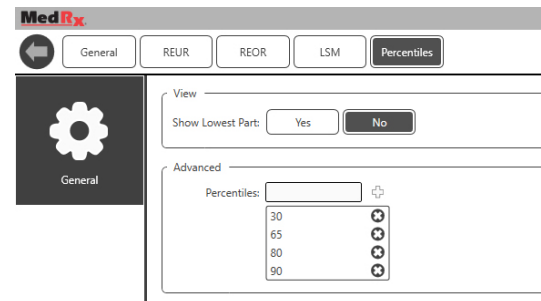 MedRx
General REUR REOR LSM Percentiles
General
View
Show Lowest Part: Yes No
Advanced
Percentiles:
30
65
80
90